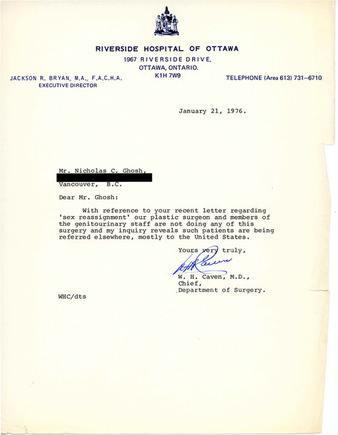 RIVERSIDE HOSPITAL OF OTTAWA
1967 RIVERSIDE DRIVE,
OTTAWA, ONTARIO.
K1H 7W9
JACKSON R. BRYAN, M.A., F.A.C.H.A.
EXECUTIVE DIRECTOR
TELEPHONE (Area 613) 731-6710
January 21, 1976.
Mr. Nicholas C. Ghosh,
Vancouver, B.C.
Dear Mr. Ghosh:
With reference to your recent letter regarding
'sex reassignment' our plastic surgeon and members of
the genitourinary staff are not doing any of this
surgery and my inquiry reveals such patients are being
referred elsewhere, mostly to the United States.
Yours very truly,
W. H. Caven, M.D.,
Chief,
Department of Surgery.
WHC/dts